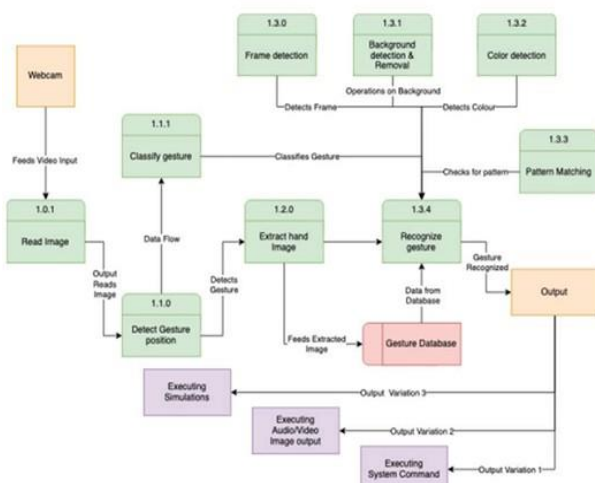 1.3.0
Frame detection
1.3.1
Background
detection &
Removal
1.3.2
Color detection
Webcam
Operations on Background
Detects Frame
Detects Colour
1.1.1
Classify gesture
Classifies Gesture
1.3.3
Pattern Matching
Checks for pattern
Feeds Video Input
1.0.1
Read Image
Data Flow
1.2.0
Extract hand
Image
1.3.4
Recognize
gesture
Output
Reads
Image
Detects
Gesture
Gesture
Recognized
1.1.0
Detect Gesture
position
Data from
Database
Output
Feeds Extracted
Image
Gesture Database
Executing
Simulations
Output Variation 3
Executing
Audio/Video
Image output
Output Variation 2
Executing
System Command
Output Variation 1